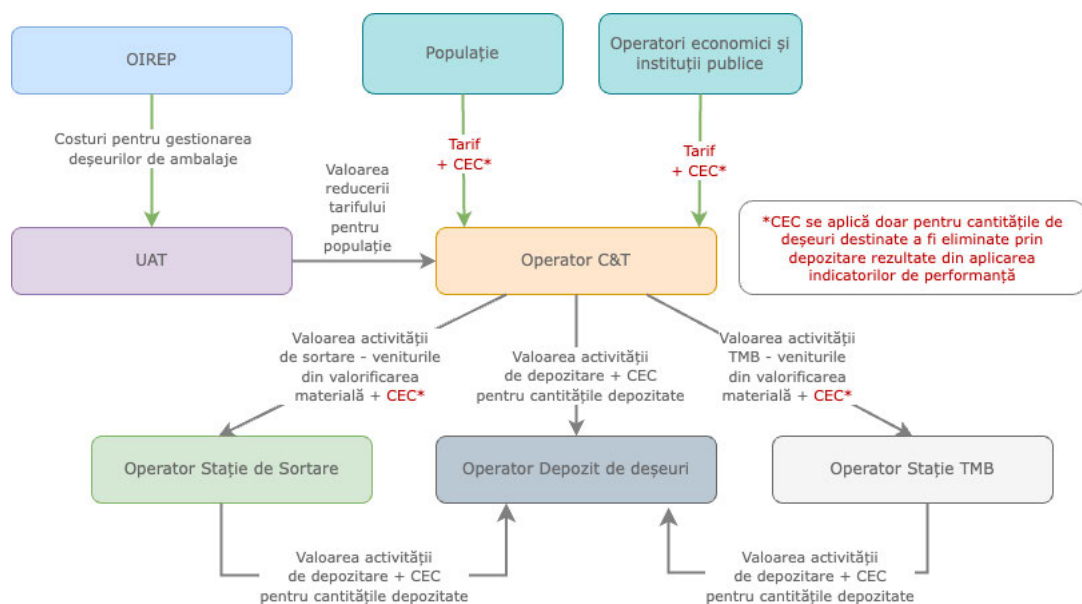 OIREP
Populație
Operatori economici și
instituții publice
Costuri pentru gestionarea
deșeurilor de ambalaje
Tarif
+ CEC*
Tarif
+ CEC*
Valoarea
reducerii
tarifului
pentru
populație
UAT
Operator C&T
*CEC se aplică doar pentru cantitățile de
deșeuri destinate a fi eliminate prin
depozitare rezultate din aplicarea
indicatorilor de performanță
Valoarea activității
de sortare - veniturile
din valorificarea
materială + CEC*
Valoarea activității
de depozitare + CEC
pentru cantitățile depozitate
Valoarea activității
TMB - veniturile
din valorificarea
materială + CEC*
Operator Stație de Sortare
Operator Depozit de deșeuri
Operator Stație TMB
Valoarea activității
de depozitare + CEC
pentru cantitățile depozitate
Valoarea activității
de depozitare + CEC
pentru cantitățile depozitate